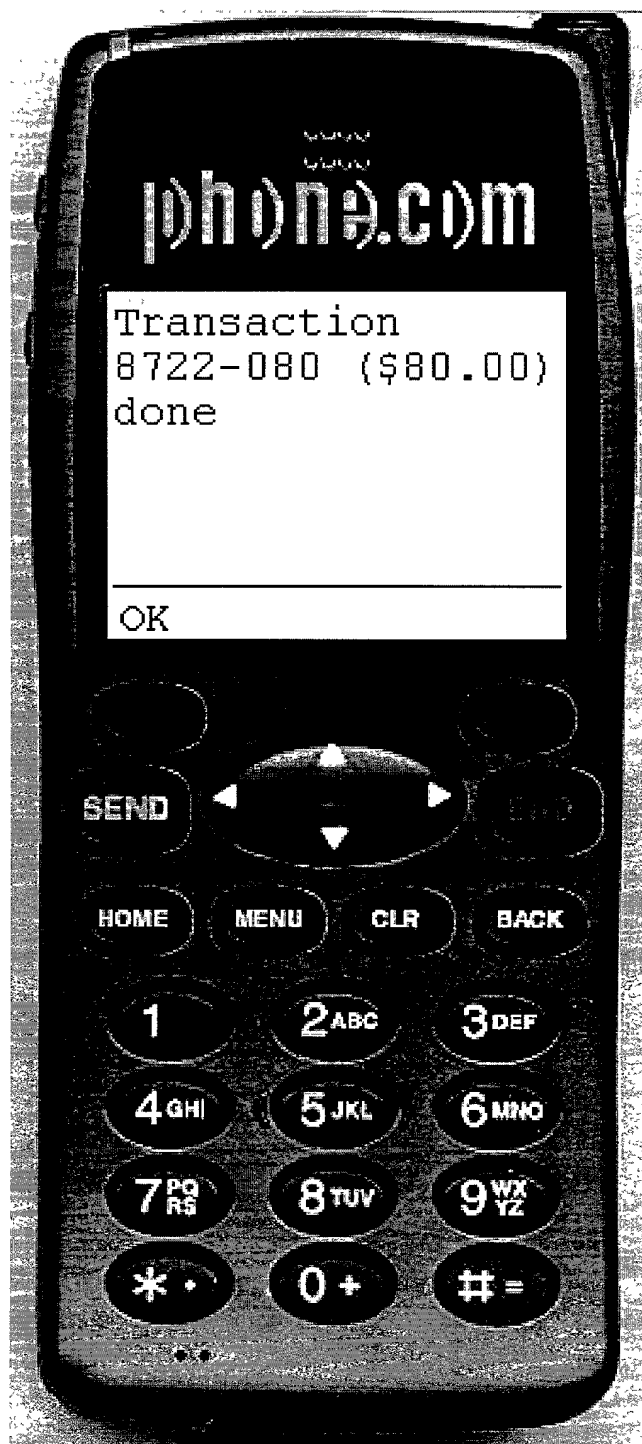 phone.com
Transaction
8722-080 ($80.00)
done
OK
SEND
END
HOME MENU CLR BACK
1 2ABC 3DEF
4GHI 5JKL 6MNO
7PQRS 8TUV 9WXYZ
*· 0+ #=